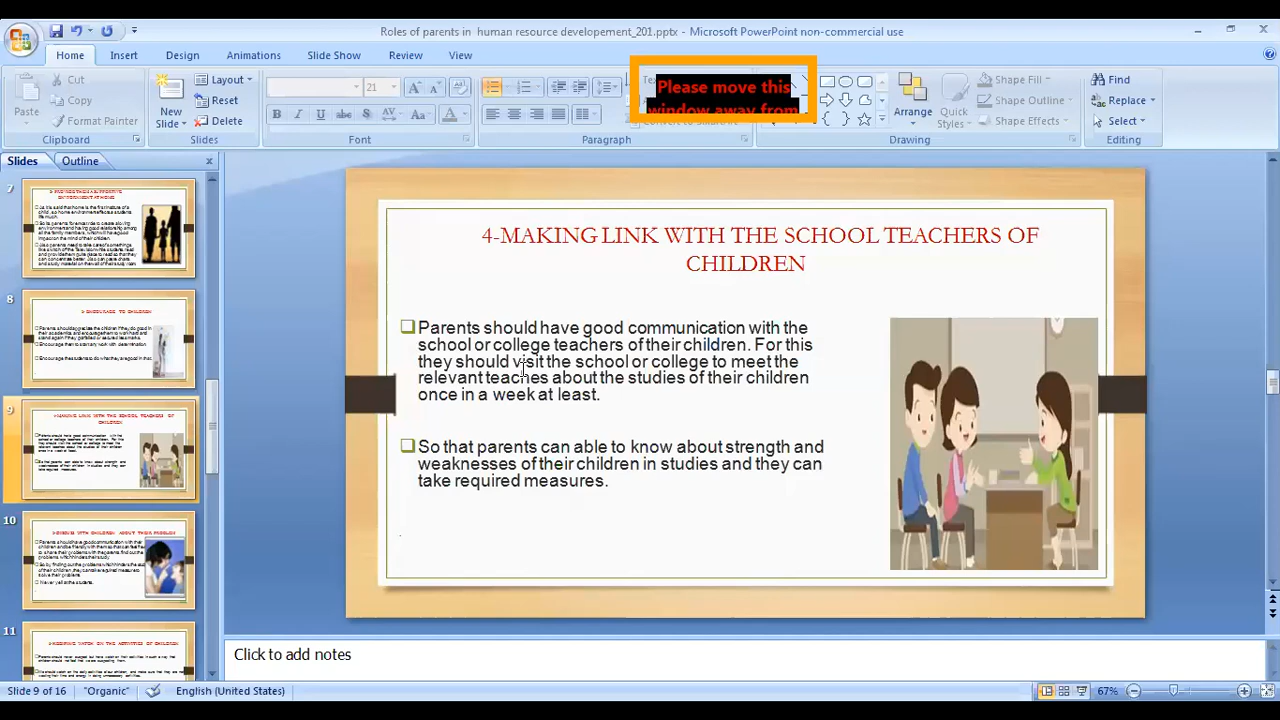 Roles of parents in human resource developement_201.pptx - Microsoft PowerPoint non-commercial use
Home Insert Design Animations Slide Show Review View
Cut
Copy
Format Painter
Paste
Clipboard
New
Slide
Layout
Reset
Delete
Slides
21
Font
Paragraph
Please move this
window away from
Arrange
Quick
Styles
Shape Fill
Shape Outline
Shape Effects
Drawing
Find
Replace
Select
Editing
Slides Outline
7
8
9
10
11
4-MAKING LINK WITH THE SCHOOL TEACHERS OF
CHILDREN
Parents should have good communication with the
school or college teachers of their children. For this
they should visit the school or college to meet the
relevant teaches about the studies of their children
once in a week at least.
So that parents can able to know about strength and
weaknesses of their children in studies and they can
take required measures.
Click to add notes
Slide 9 of 16 "Organic" English (United States) 67%